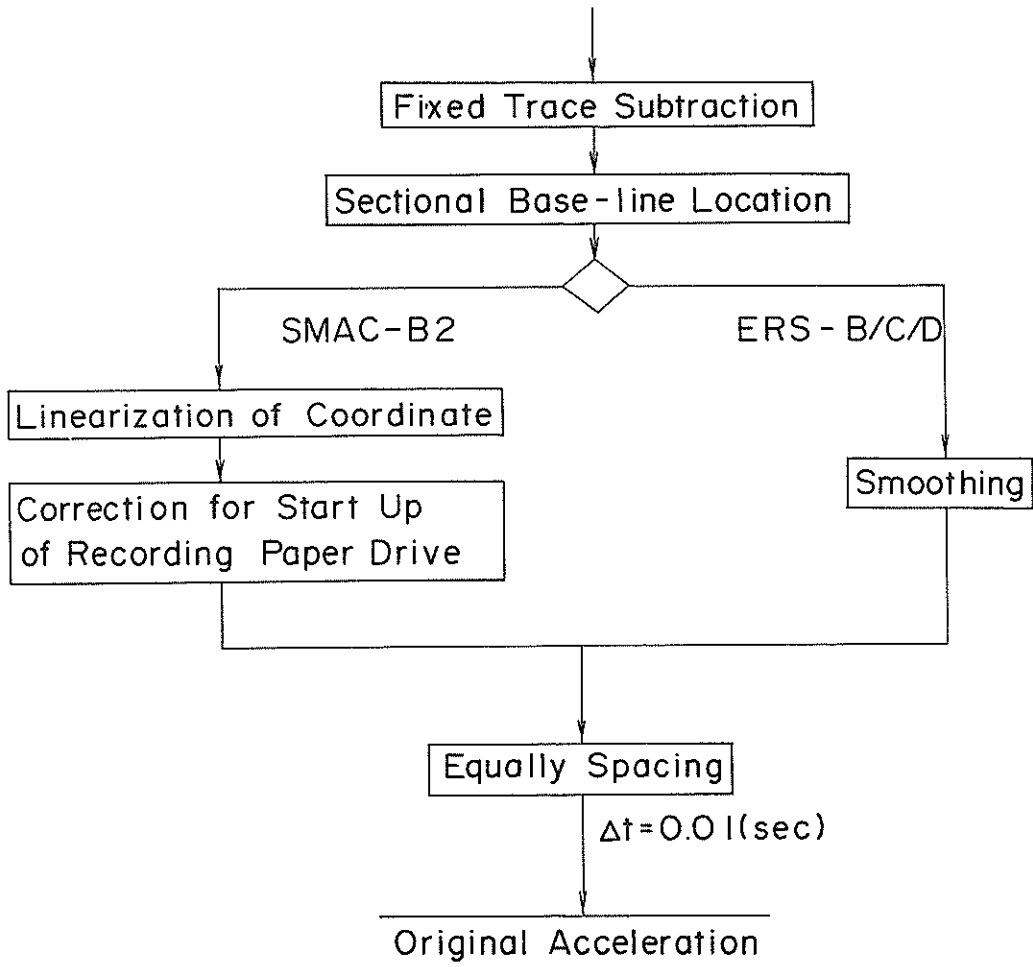 Fixed Trace Subtraction
Sectional Base-line Location
SMAC-B2
ERS-B/C/D
Linearization of Coordinate
Correction for Start Up
of Recording Paper Drive
Smoothing
Equally Spacing
Δt=0.01(sec)
Original Acceleration